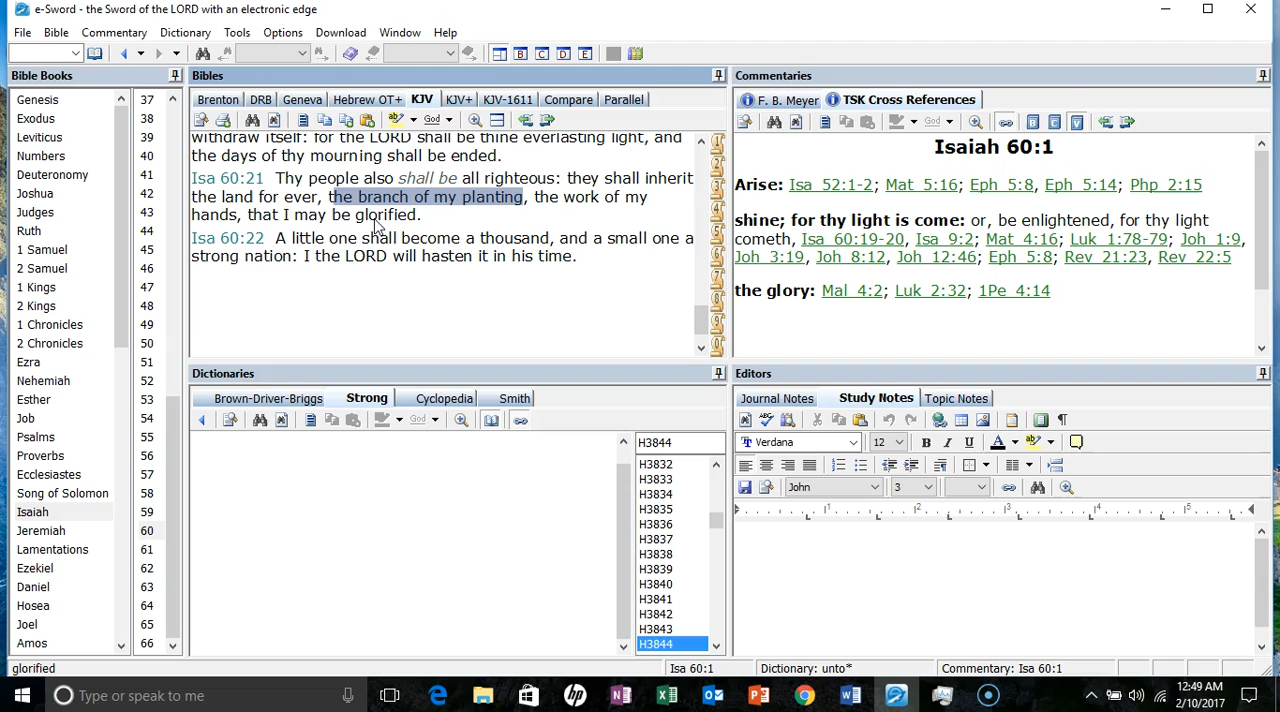 e-Sword - the Sword of the LORD with an electronic edge
File Bible Commentary Dictionary Tools Options Download Window Help
B C D E
Bible Books
Genesis 37
Exodus 38
Leviticus 39
Numbers 40
Deuteronomy 41
Joshua 42
Judges 43
Ruth 44
1 Samuel 45
2 Samuel 46
1 Kings 47
2 Kings 48
1 Chronicles 49
2 Chronicles 50
Ezra 51
Nehemiah 52
Esther 53
Job 54
Psalms 55
Proverbs 56
Ecclesiastes 57
Song of Solomon 58
Isaiah 59
Jeremiah 60
Lamentations 61
Ezekiel 62
Daniel 63
Hosea 64
Joel 65
Amos 66
Bibles
Brenton DRB Geneva Hebrew OT+ KJV KJV+ KJV-1611 Compare Parallel
God
withdraw itself: for the LORD shall be thine everlasting light, and
the days of thy mourning shall be ended.
Isa 60:21 Thy people also shall be all righteous: they shall inherit
the land for ever, the branch of my planting, the work of my
hands, that I may be glorified.
Isa 60:22 A little one shall become a thousand, and a small one a
strong nation: I the LORD will hasten it in his time.
Commentaries
F. B. Meyer TSK Cross References
God B C V
Isaiah 60:1
Arise: Isa 52:1-2; Mat 5:16; Eph 5:8, Eph 5:14; Php 2:15
shine; for thy light is come: or, be enlightened, for thy light
cometh, Isa 60:19-20, Isa 9:2; Mat 4:16; Luk 1:78-79; Joh 1:9,
Joh 3:19, Joh 8:12, Joh 12:46; Eph 5:8; Rev 21:23, Rev 22:5
the glory: Mal 4:2; Luk 2:32; 1Pe 4:14
Dictionaries
Brown-Driver-Briggs Strong Cyclopedia Smith
God
H3844
H3832
H3833
H3834
H3835
H3836
H3837
H3838
H3839
H3840
H3841
H3842
H3843
H3844
Editors
Journal Notes Study Notes Topic Notes
Verdana 12 B I U A
John 3
1 2 3 4 5
glorified Isa 60:1 Dictionary: unto* Commentary: Isa 60:1
Type or speak to me
12:49 AM
2/10/2017